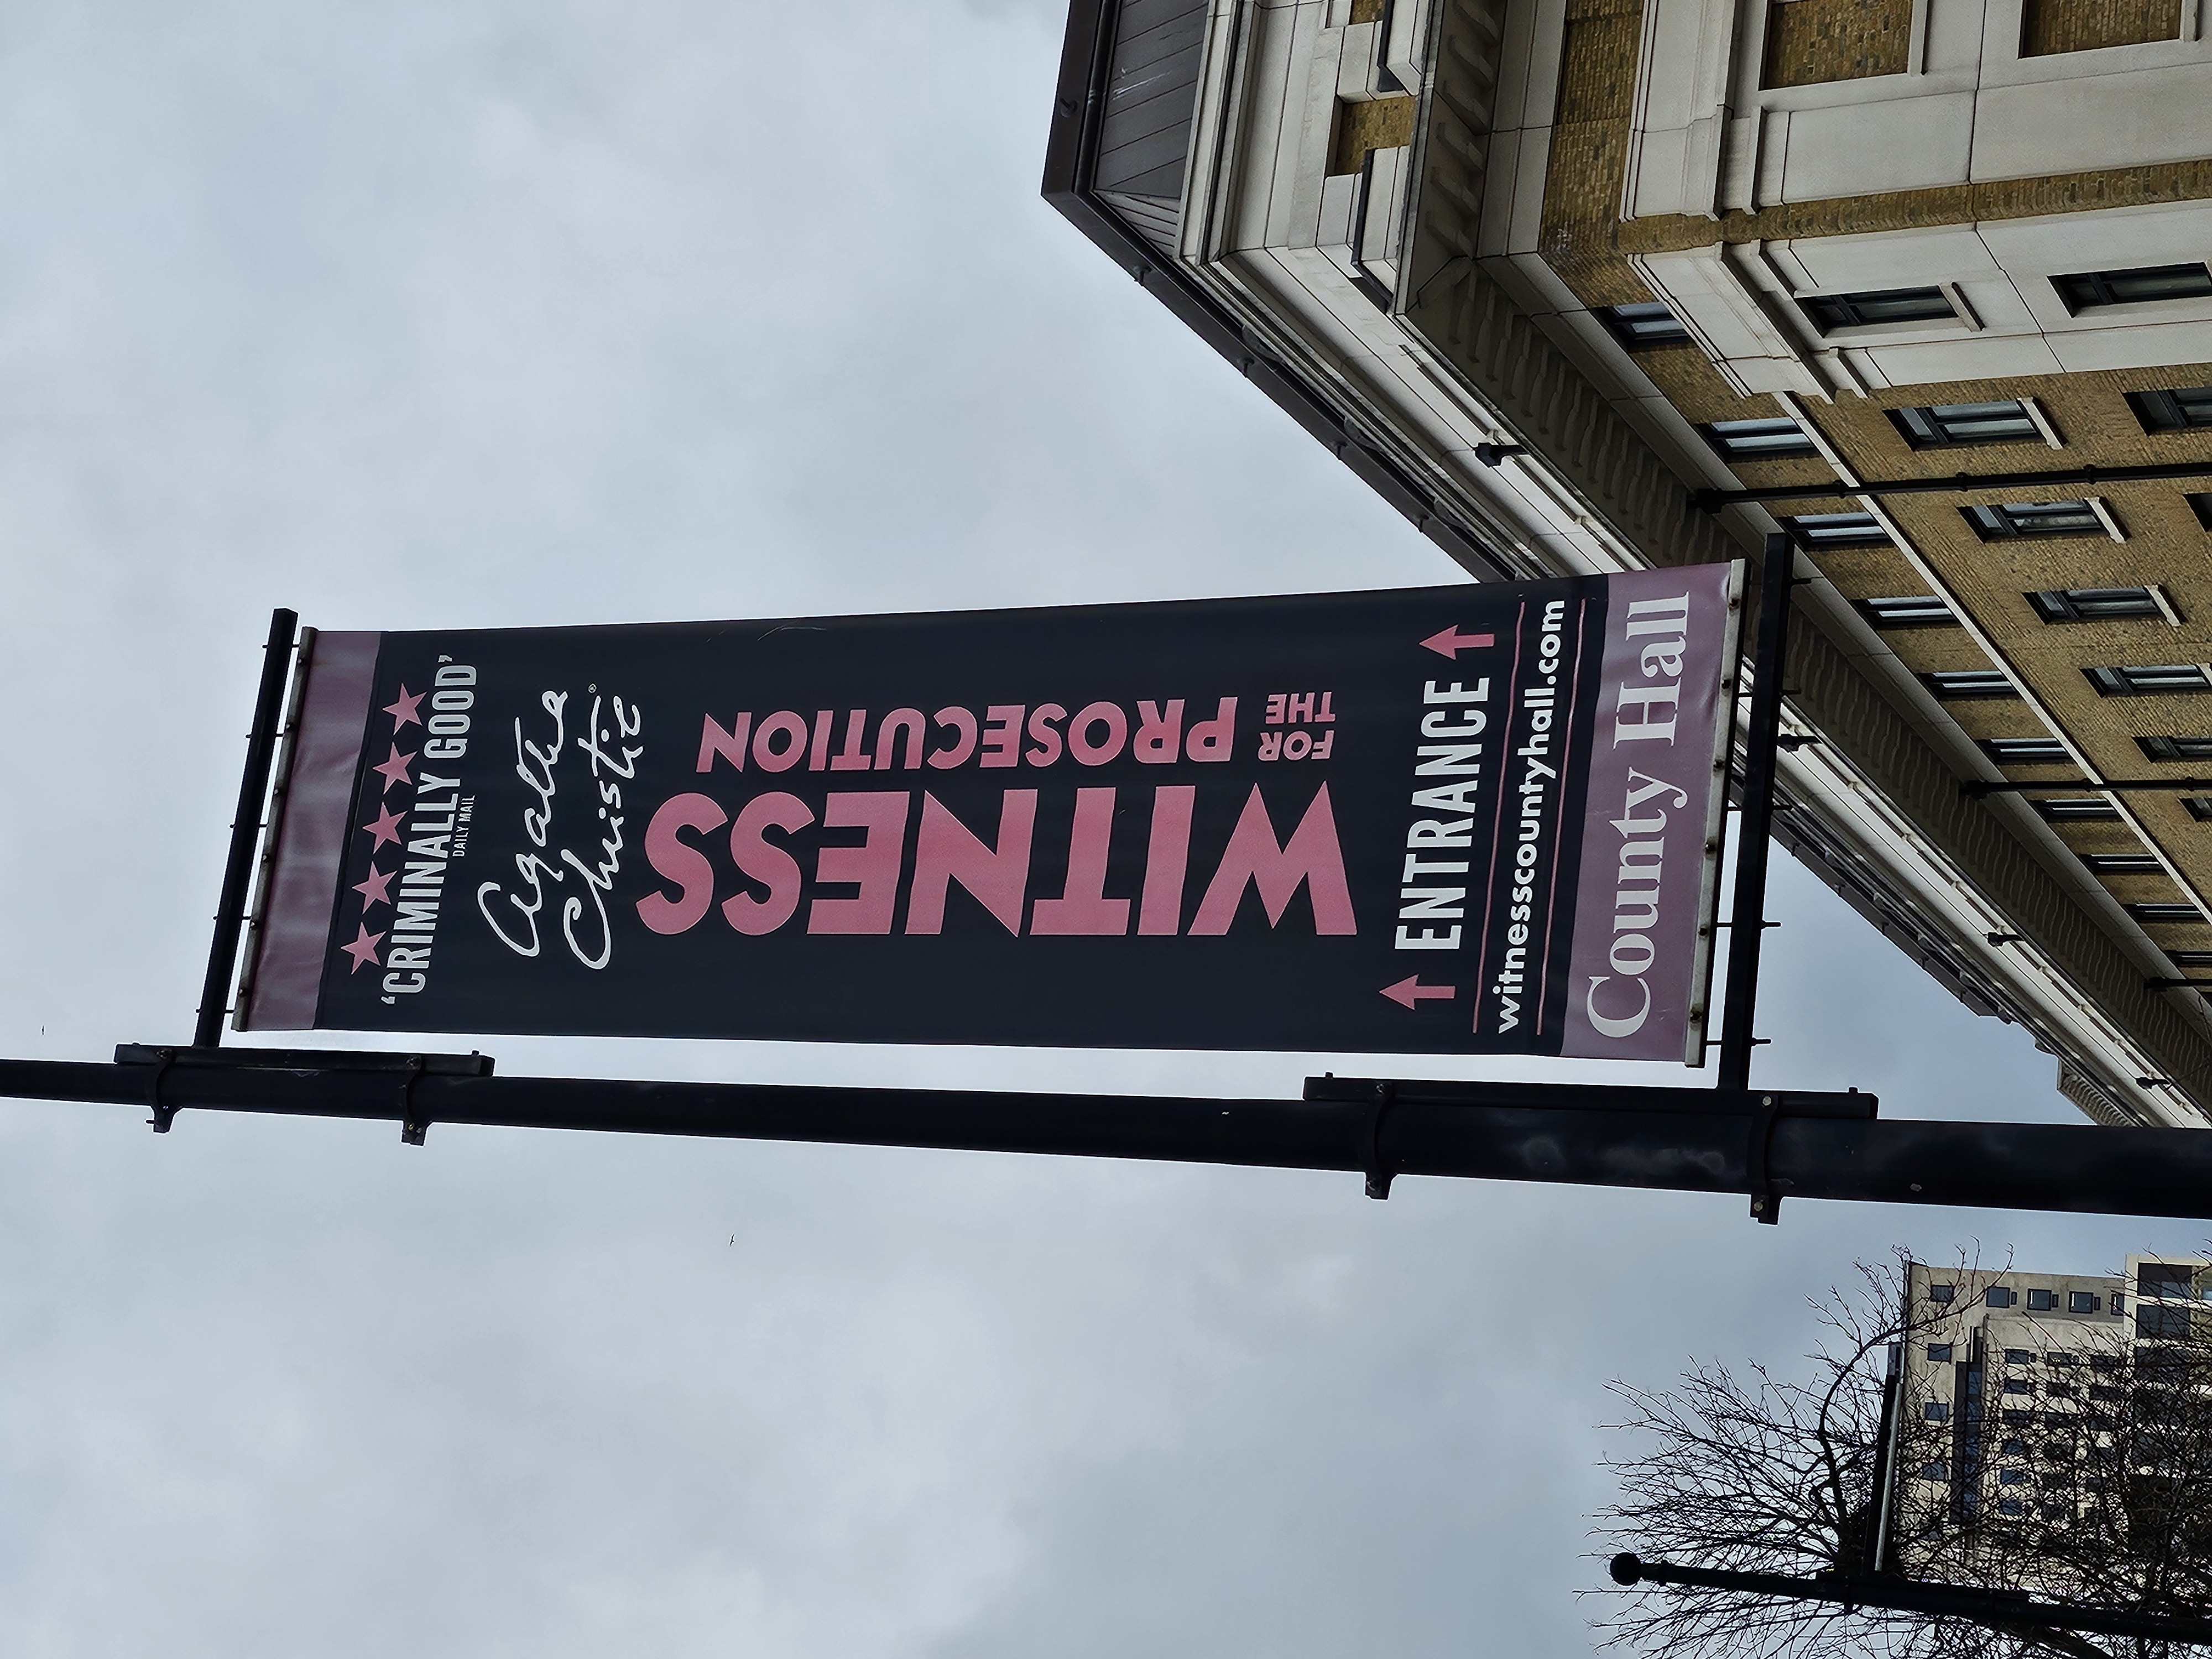 ‘CRIMINALLY GOOD’
DAILY MAIL
Agatha
Christie®
WITNESS
FOR
THE
PROSECUTION
ENTRANCE
witnesscountyhall.com
County Hall